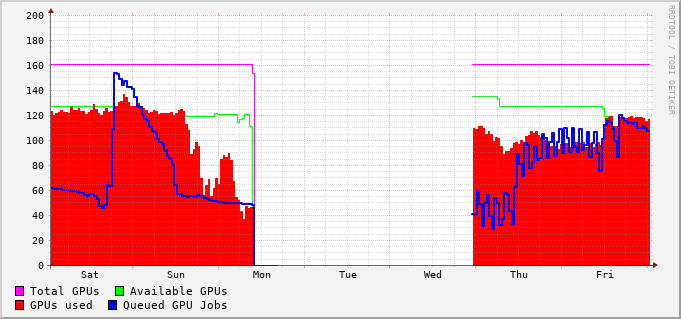 200
180
160
140
120
100
80
60
40
20
0
Sat Sun Mon Tue Wed Thu Fri
Total GPUs Available GPUs
GPUs used Queued GPU Jobs
RRDTOOL / TOBI OETIKER